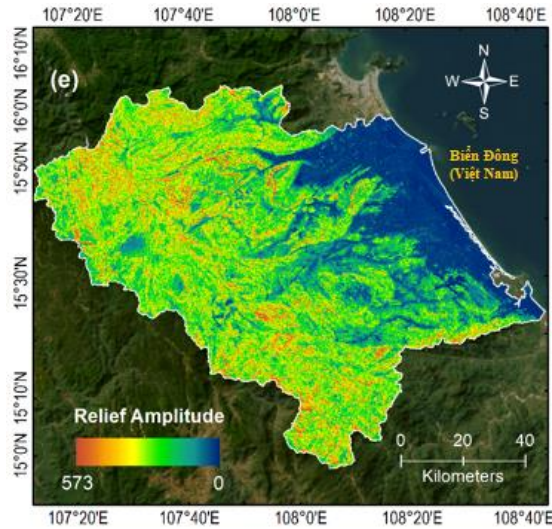 107°20'E 107°40'E 108°0'E 108°20'E 108°40'E
16°10'N
16°0'N
15°50'N
15°30'N
15°10'N
15°0'N
(e)
N
W E
S
Biển Đông
(Việt Nam)
Relief Amplitude
573 0
0 20 40
Kilometers
107°20'E 107°40'E 108°0'E 108°20'E 108°40'E